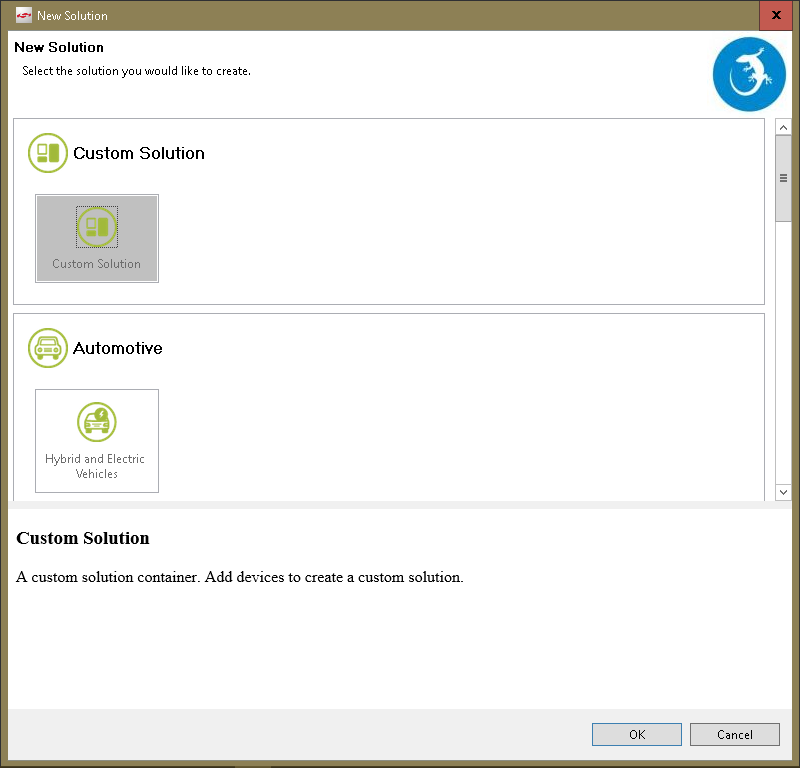 New Solution
New Solution
Select the solution you would like to create.
Custom Solution
Custom Solution
Automotive
Hybrid and Electric
Vehicles
Custom Solution
A custom solution container. Add devices to create a custom solution.
OK
Cancel